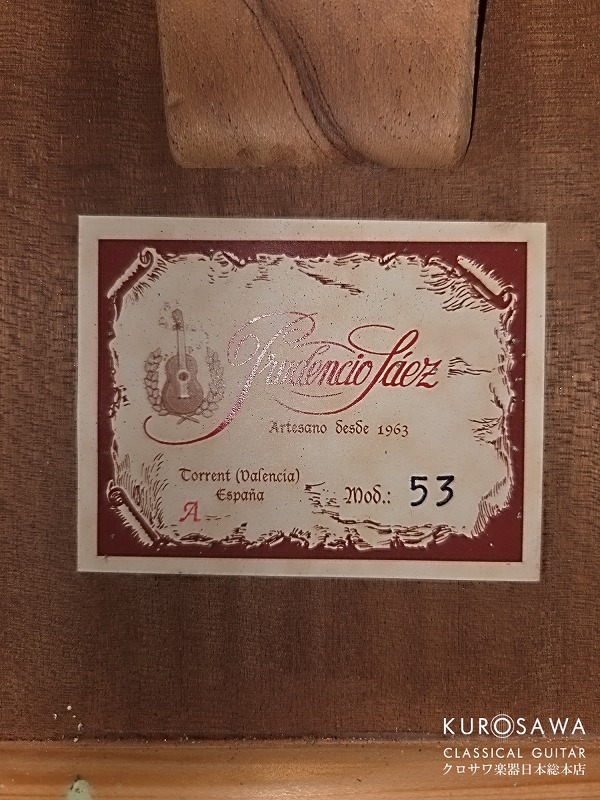 Prudencio Sáez
Artesano desde 1963
Torrent (Valencia)
España
A
Mod.: 53
KUROSAWA
CLASSICAL GUITAR
クロサワ楽器日本総本店